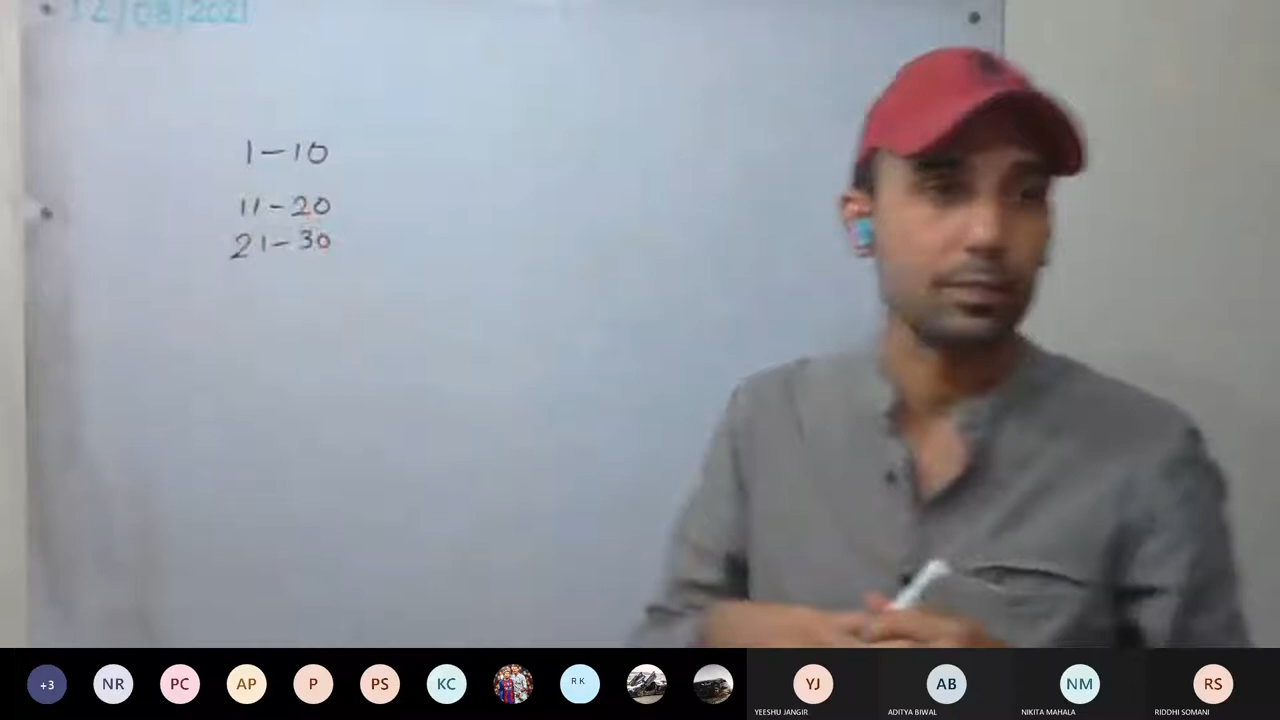 12/08/2021
1-10
11-20
21-30
+3 NR PC AP P PS KC R K YJ AB NM RS
YEESHU JANGIR ADITYA BIWAL NIKITA MAHALA RIDDHI SOMANI